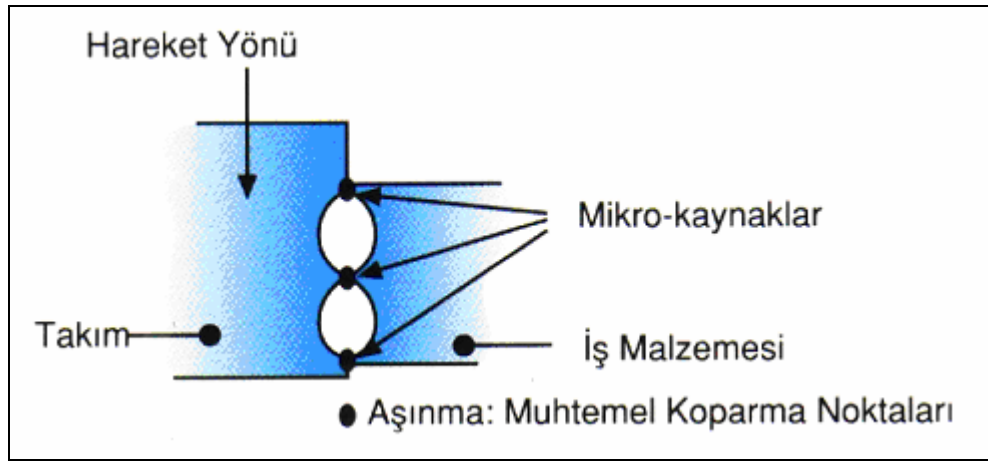 Hareket Yönü
Mikro-kaynaklar
Takım
İş Malzemesi
Aşınma: Muhtemel Koparma Noktaları